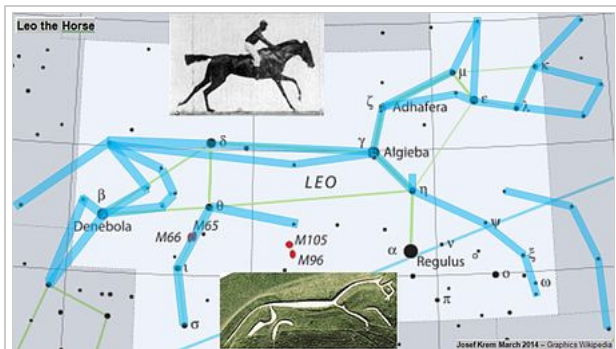 Leo the Horse
μ
κ
ζ
Adhafera
ε
λ
δ
γ
Algieba
LEO
η
β
Denebola
θ
M65
M66
M105
M96
ψ
α
Regulus
ν
♂
ξ
ι
ο
ω
π
σ
Josef Krem March 2014 – Graphics Wikipedia